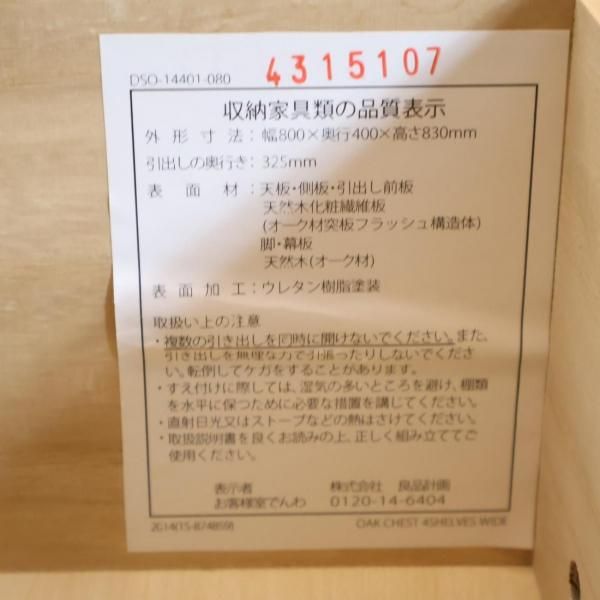 DSO-14401-080 4315107
収納家具類の品質表示
外形寸法：幅800×奥行400×高さ830mm
引出しの奥行き：325mm
表面材：天板・側板・引出し前板
天然木化粧繊維板
(オーク材突板フラッシュ構造体)
脚・幕板
天然木(オーク材)
表面加工：ウレタン樹脂塗装
取扱い上の注意
・複数の引き出しを同時に開けないでください。また、
引き出しを無理な力で引張ったりしないでくださ
い。転倒してケガをすることがあります。
・すえ付けに際しては、湿気の多いところを避け、棚類
を水平に保つために必要な措置を講じてください。
・直射日光又はストーブなどの熱はさけてください。
・取扱説明書を良くお読みの上、正しく組み立ててご
使用ください。
表示者 株式会社 良品計画
お客様室でんわ 0120-14-6404
2014(15-874859) OAK CHEST 4SHELVES WIDE